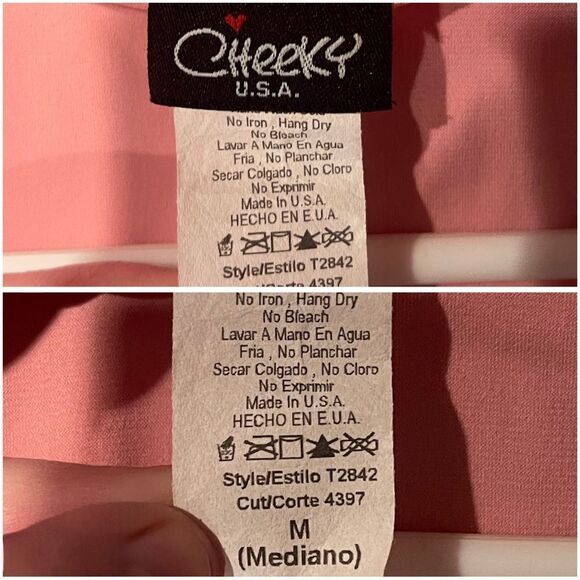 CHeeKY
U.S.A.
No Iron , Hang Dry
No Bleach
Lavar A Mano En Agua
Fria , No Planchar
Secar Colgado , No Cloro
No Exprimir
Made In U.S.A.
HECHO EN E.U.A.
Style/Estilo T2842
4397
No Iron , Hang Dry
No Bleach
Lavar A Mano En Agua
Fria , No Planchar
Secar Colgado , No Cloro
No Exprimir
Made In U.S.A.
HECHO EN E.U.A.
Style/Estilo T2842
Cut/Corte 4397
M
(Mediano)